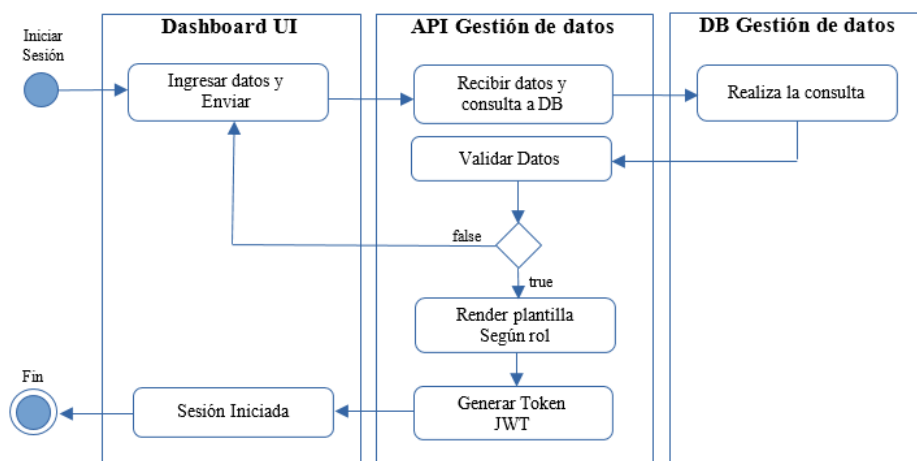 Dashboard UI
API Gestión de datos
DB Gestión de datos
Iniciar
Sesión
Ingresar datos y
Enviar
Recibir datos y
consulta a DB
Realiza la consulta
Validar Datos
false
true
Render plantilla
Según rol
Fin
Sesión Iniciada
Generar Token
JWT